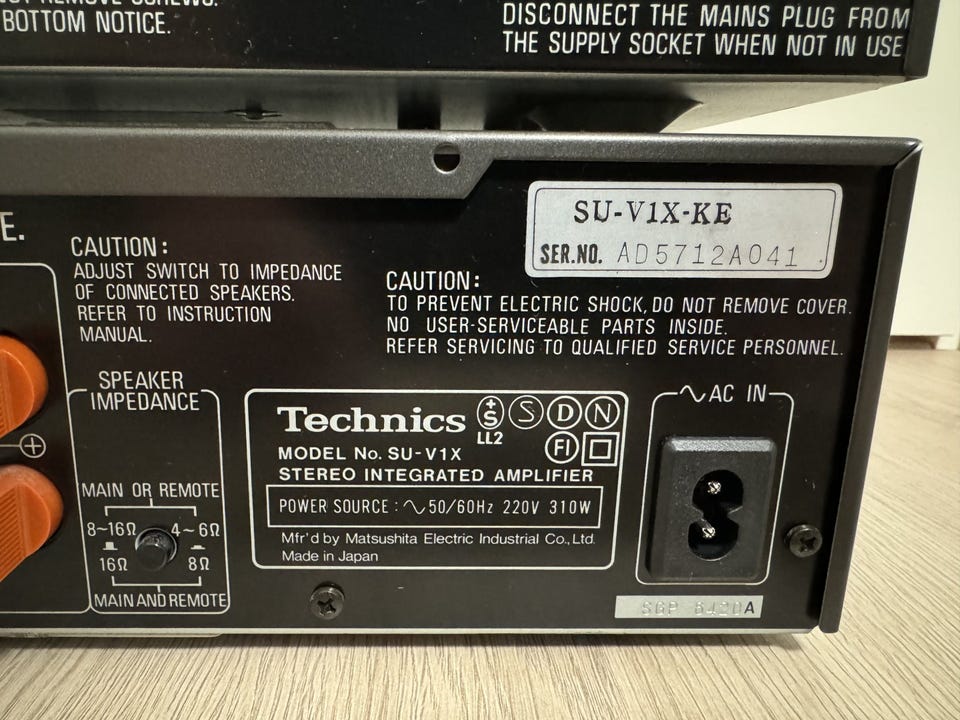 NOT REMOVE SCREWS.
BOTTOM NOTICE.
DISCONNECT THE MAINS PLUG FROM
THE SUPPLY SOCKET WHEN NOT IN USE
SU-V1X-KE
SER.NO. AD5712A041
E.
CAUTION:
ADJUST SWITCH TO IMPEDANCE
OF CONNECTED SPEAKERS.
REFER TO INSTRUCTION
MANUAL.
CAUTION:
TO PREVENT ELECTRIC SHOCK, DO NOT REMOVE COVER.
NO USER-SERVICEABLE PARTS INSIDE.
REFER SERVICING TO QUALIFIED SERVICE PERSONNEL.
SPEAKER
IMPEDANCE
MAIN OR REMOTE
8~16Ω 4~6Ω
16Ω 8Ω
MAIN AND REMOTE
Technics
+S S D N
LL2 FI
MODEL No. SU-V1X
STEREO INTEGRATED AMPLIFIER
POWER SOURCE : ∿50/60Hz 220V 310W
Mfr'd by Matsushita Electric Industrial Co., Ltd.
Made in Japan
∿AC IN